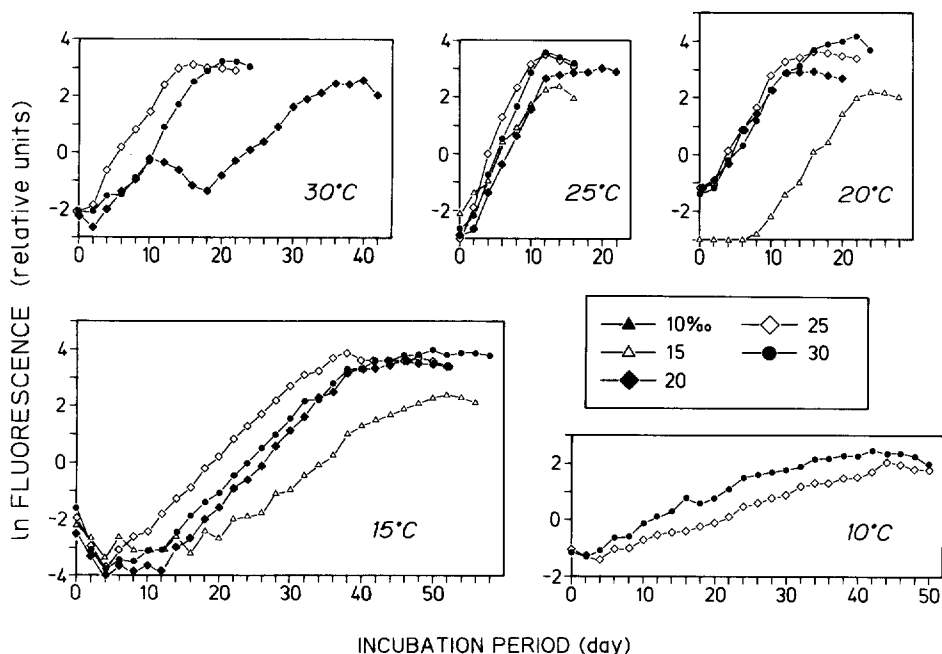 4
2
0
-2
0 10 20 30 40
30°C
4
2
0
-2
0 10 20
25°C
4
2
0
-2
0 10 20
20°C
ln FLUORESCENCE (relative units)
4
2
0
-2
-4
0 10 20 30 40 50
15°C
10‰ 25
15 30
20
2
0
-2
0 10 20 30 40 50
10°C
INCUBATION PERIOD (day)